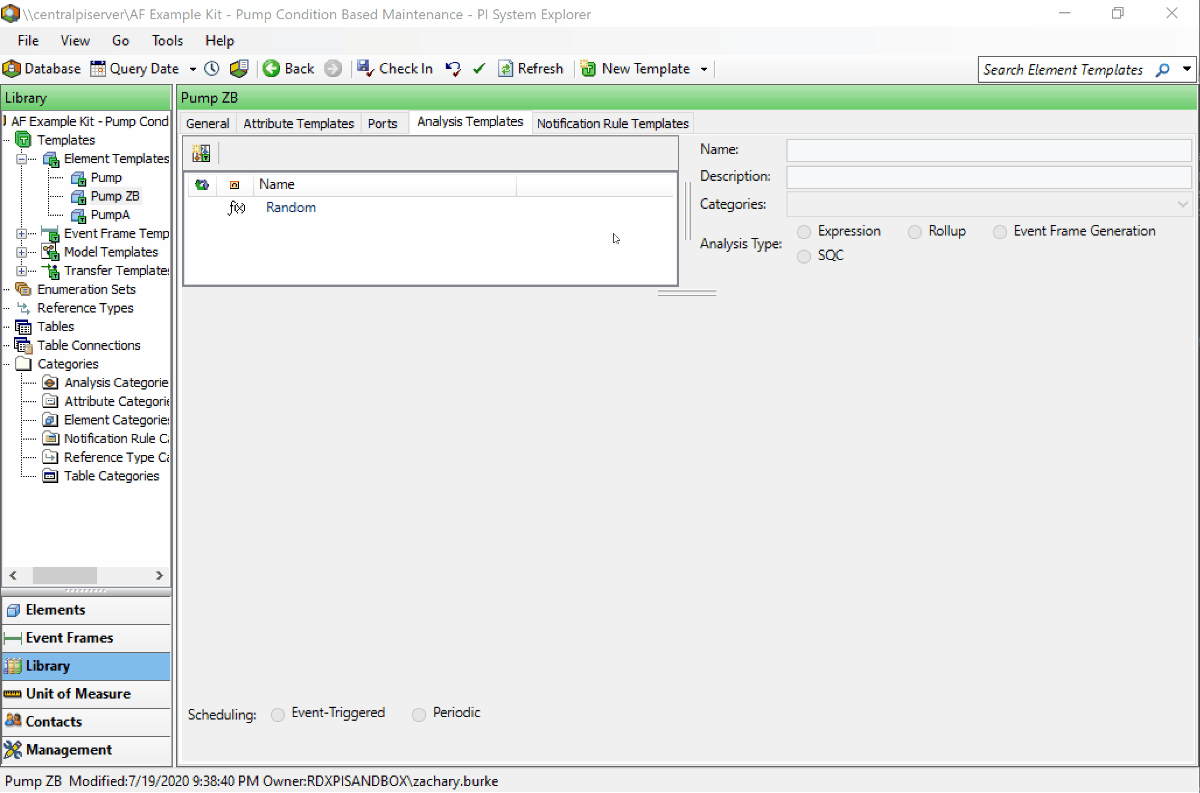 \\centralpiserver\AF Example Kit - Pump Condition Based Maintenance - PI System Explorer
File View Go Tools Help
Database Query Date Back Check In Refresh New Template Search Element Templates
Library
AF Example Kit - Pump Cond
Templates
Element Templates
Pump
Pump ZB
PumpA
Event Frame Temp
Model Templates
Transfer Templates
Enumeration Sets
Reference Types
Tables
Table Connections
Categories
Analysis Categorie
Attribute Categorie
Element Categories
Notification Rule Ca
Reference Type Ca
Table Categories
Elements
Event Frames
Library
Unit of Measure
Contacts
Management
Pump ZB
General Attribute Templates Ports Analysis Templates Notification Rule Templates
Name
f(x) Random
Name:
Description:
Categories:
Analysis Type: Expression Rollup Event Frame Generation
SQC
Scheduling: Event-Triggered Periodic
Pump ZB Modified:7/19/2020 9:38:40 PM Owner:RDXPISANDBOX\zachary.burke